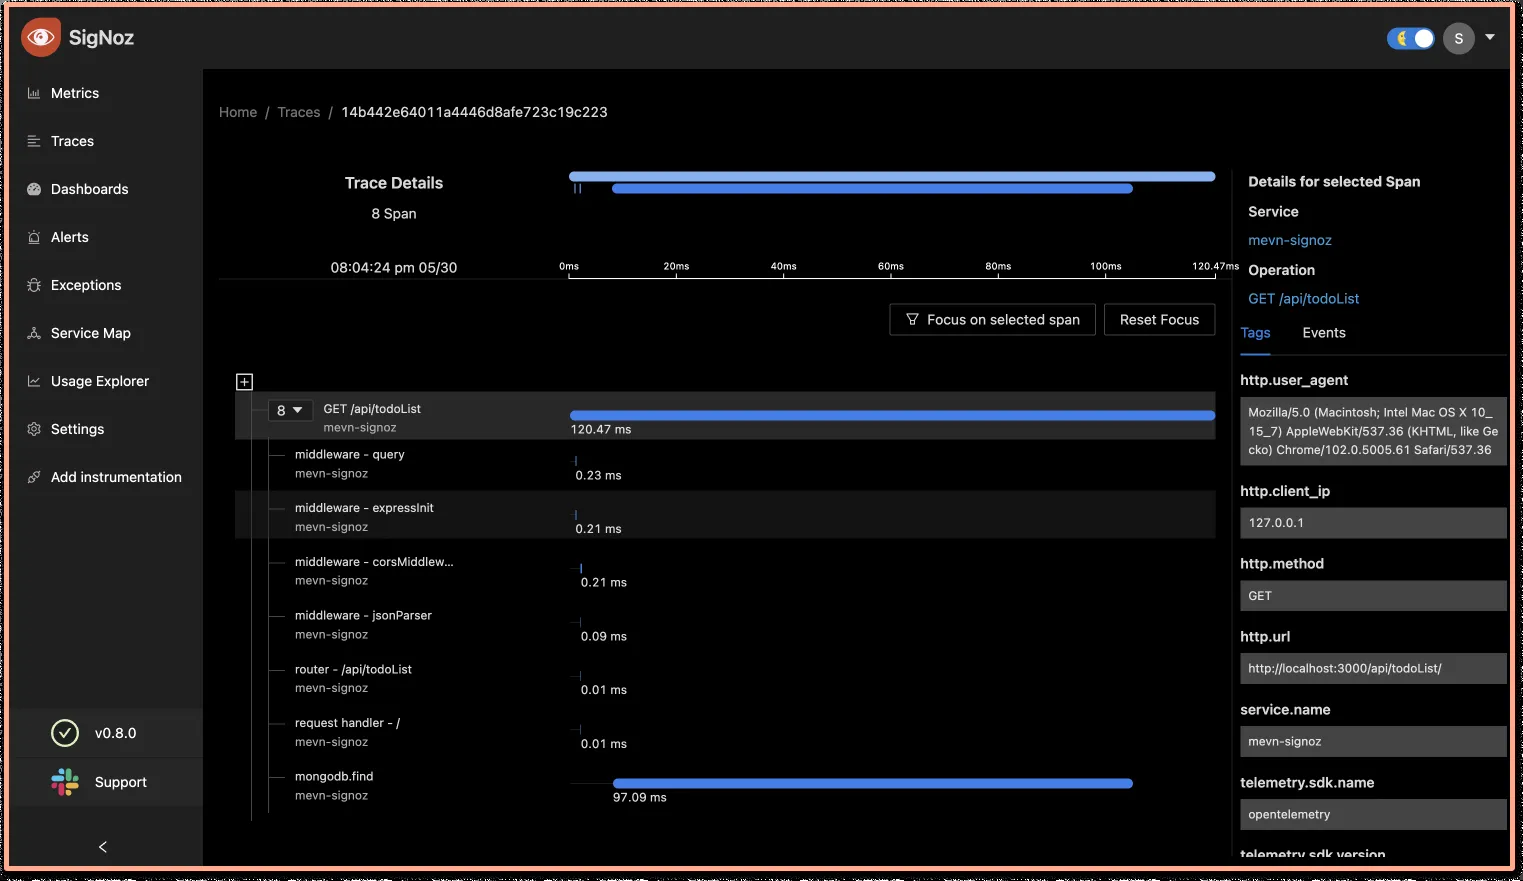 SigNoz
S
Metrics
Traces
Dashboards
Alerts
Exceptions
Service Map
Usage Explorer
Settings
Add instrumentation
v0.8.0
Support
Home / Traces / 14b442e64011a4446d8afe723c19c223
Trace Details
8 Span
08:04:24 pm 05/30
0ms 20ms 40ms 60ms 80ms 100ms 120.47ms
Focus on selected span
Reset Focus
8
GET /api/todoList
mevn-signoz
120.47 ms
middleware - query
mevn-signoz
0.23 ms
middleware - expressInit
mevn-signoz
0.21 ms
middleware - corsMiddlew...
mevn-signoz
0.21 ms
middleware - jsonParser
mevn-signoz
0.09 ms
router - /api/todoList
mevn-signoz
0.01 ms
request handler - /
mevn-signoz
0.01 ms
mongodb.find
mevn-signoz
97.09 ms
Details for selected Span
Service
mevn-signoz
Operation
GET /api/todoList
Tags Events
http.user_agent
Mozilla/5.0 (Macintosh; Intel Mac OS X 10_
15_7) AppleWebKit/537.36 (KHTML, like Ge
cko) Chrome/102.0.5005.61 Safari/537.36
http.client_ip
127.0.0.1
http.method
GET
http.url
http://localhost:3000/api/todoList/
service.name
mevn-signoz
telemetry.sdk.name
opentelemetry
telemetry.sdk.version